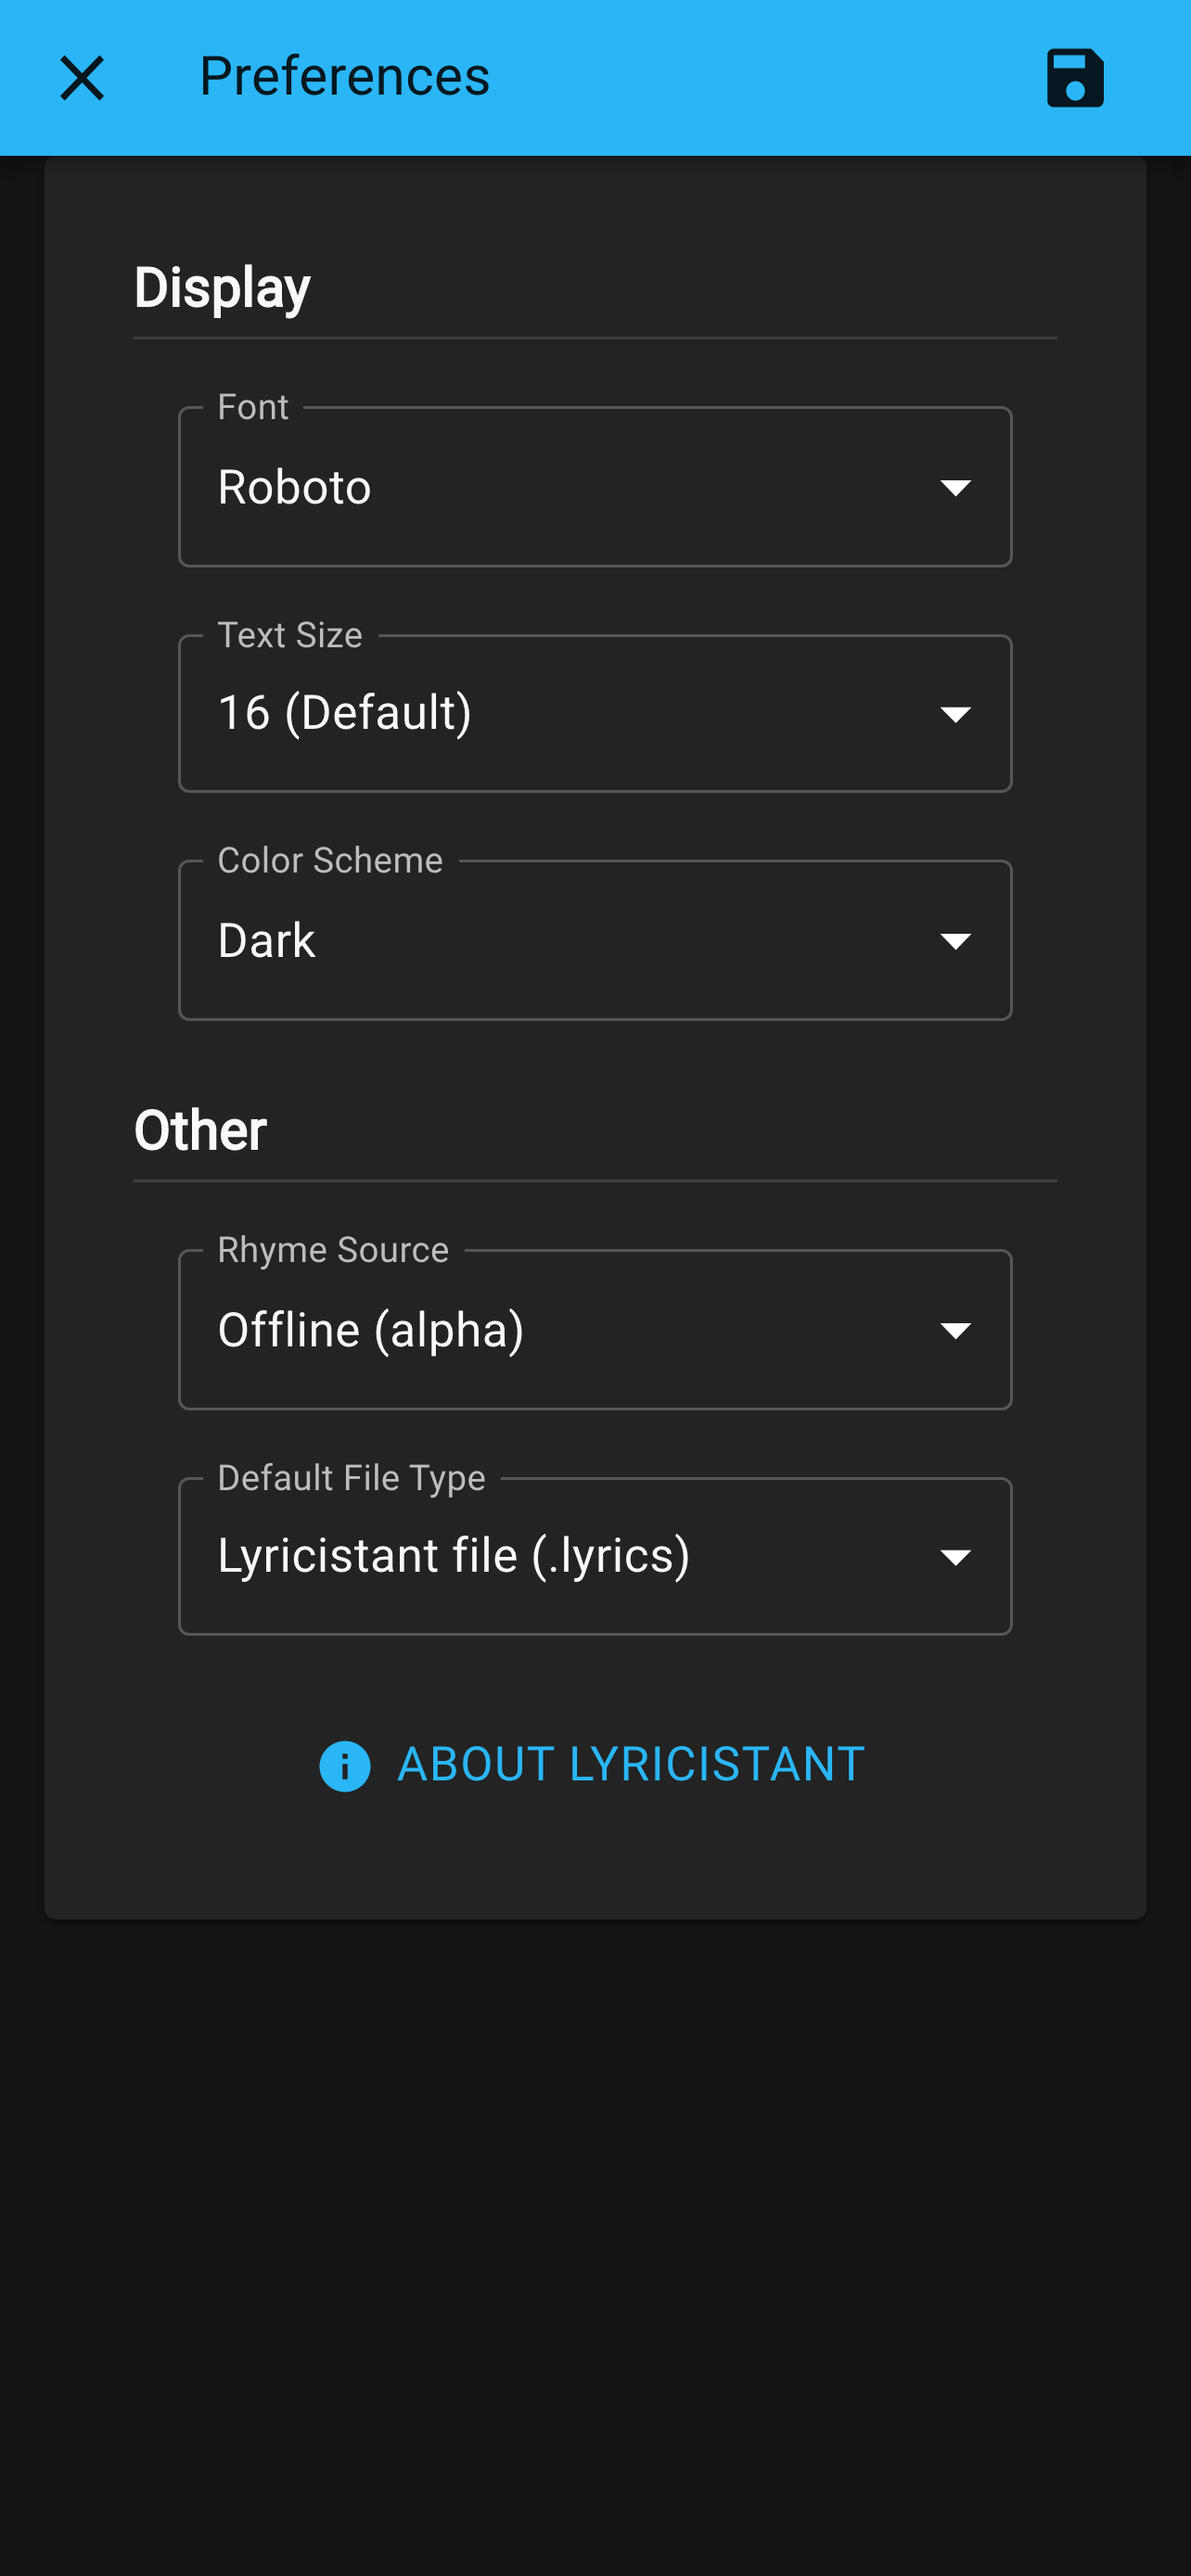 Preferences
Display
Font
Roboto
Text Size
16 (Default)
Color Scheme
Dark
Other
Rhyme Source
Offline (alpha)
Default File Type
Lyricistant file (.lyrics)
ABOUT LYRICISTANT